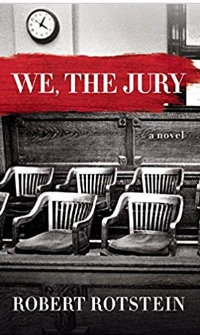 WE, THE JURY
a novel
ROBERT ROTSTEIN